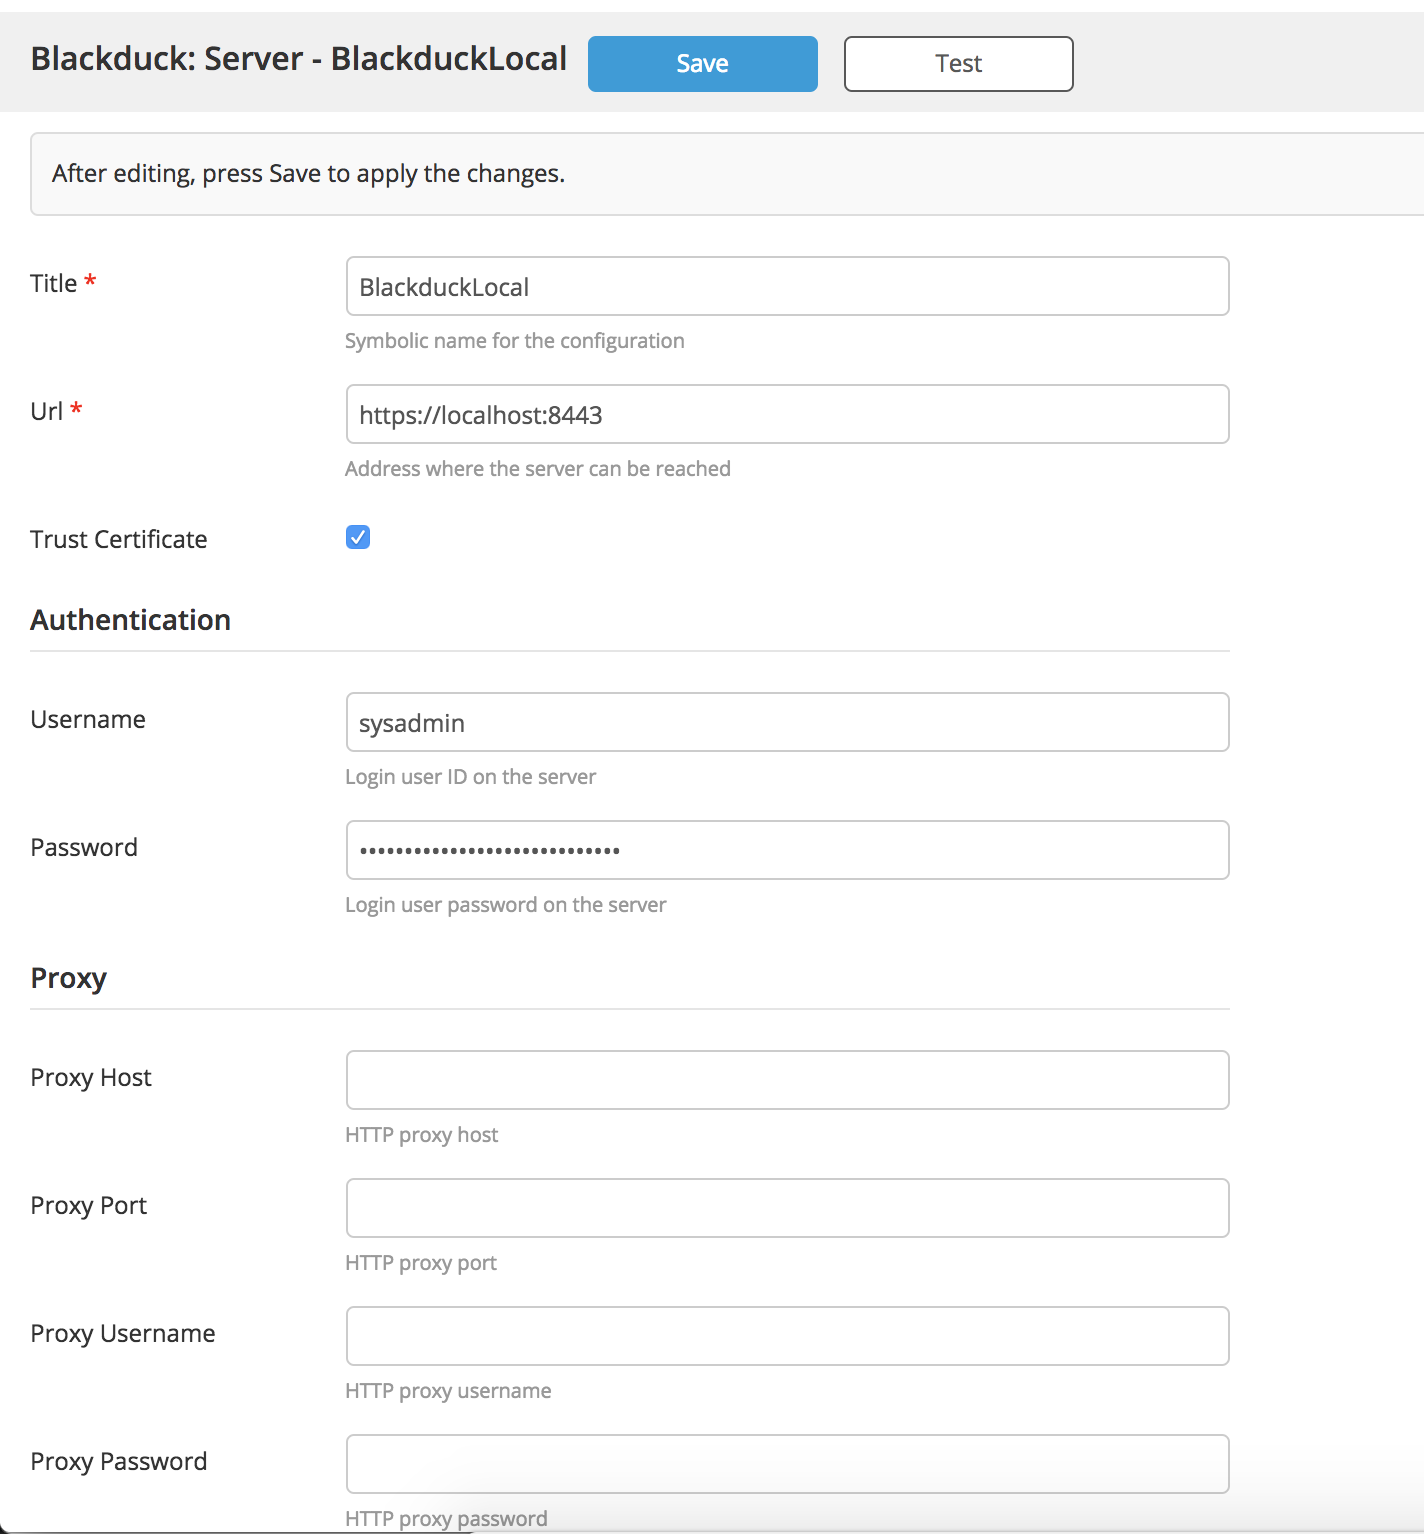 Blackduck: Server - BlackduckLocal Save Test
After editing, press Save to apply the changes.
Title * BlackduckLocal
Symbolic name for the configuration
Url * https://localhost:8443
Address where the server can be reached
Trust Certificate
Authentication
Username sysadmin
Login user ID on the server
Password •••••••••••••••••••••••••••••
Login user password on the server
Proxy
Proxy Host
HTTP proxy host
Proxy Port
HTTP proxy port
Proxy Username
HTTP proxy username
Proxy Password
HTTP proxy password